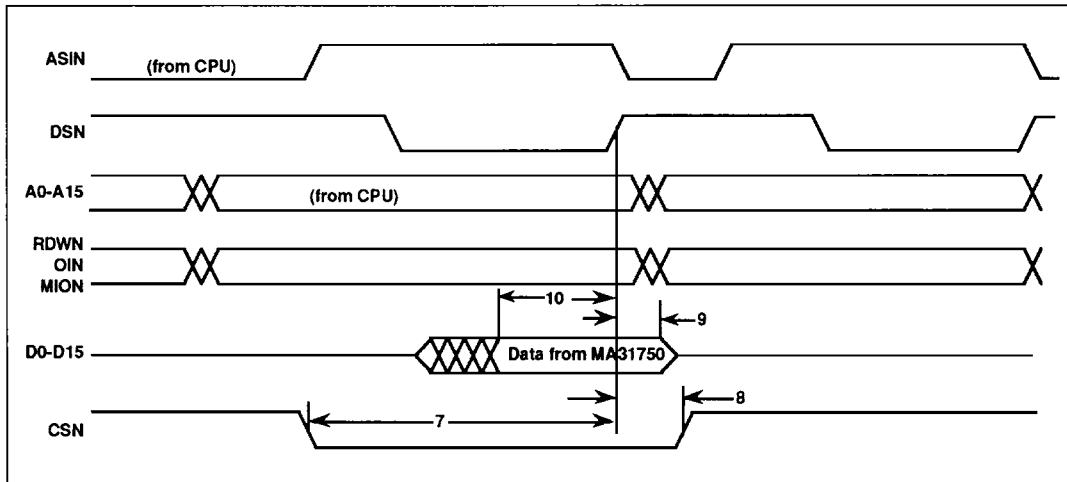 ASIN
(from CPU)
DSN
A0-A15
(from CPU)
RDWN
OIN
MION
10
9
D0-D15
Data from MA31750
8
7
CSN